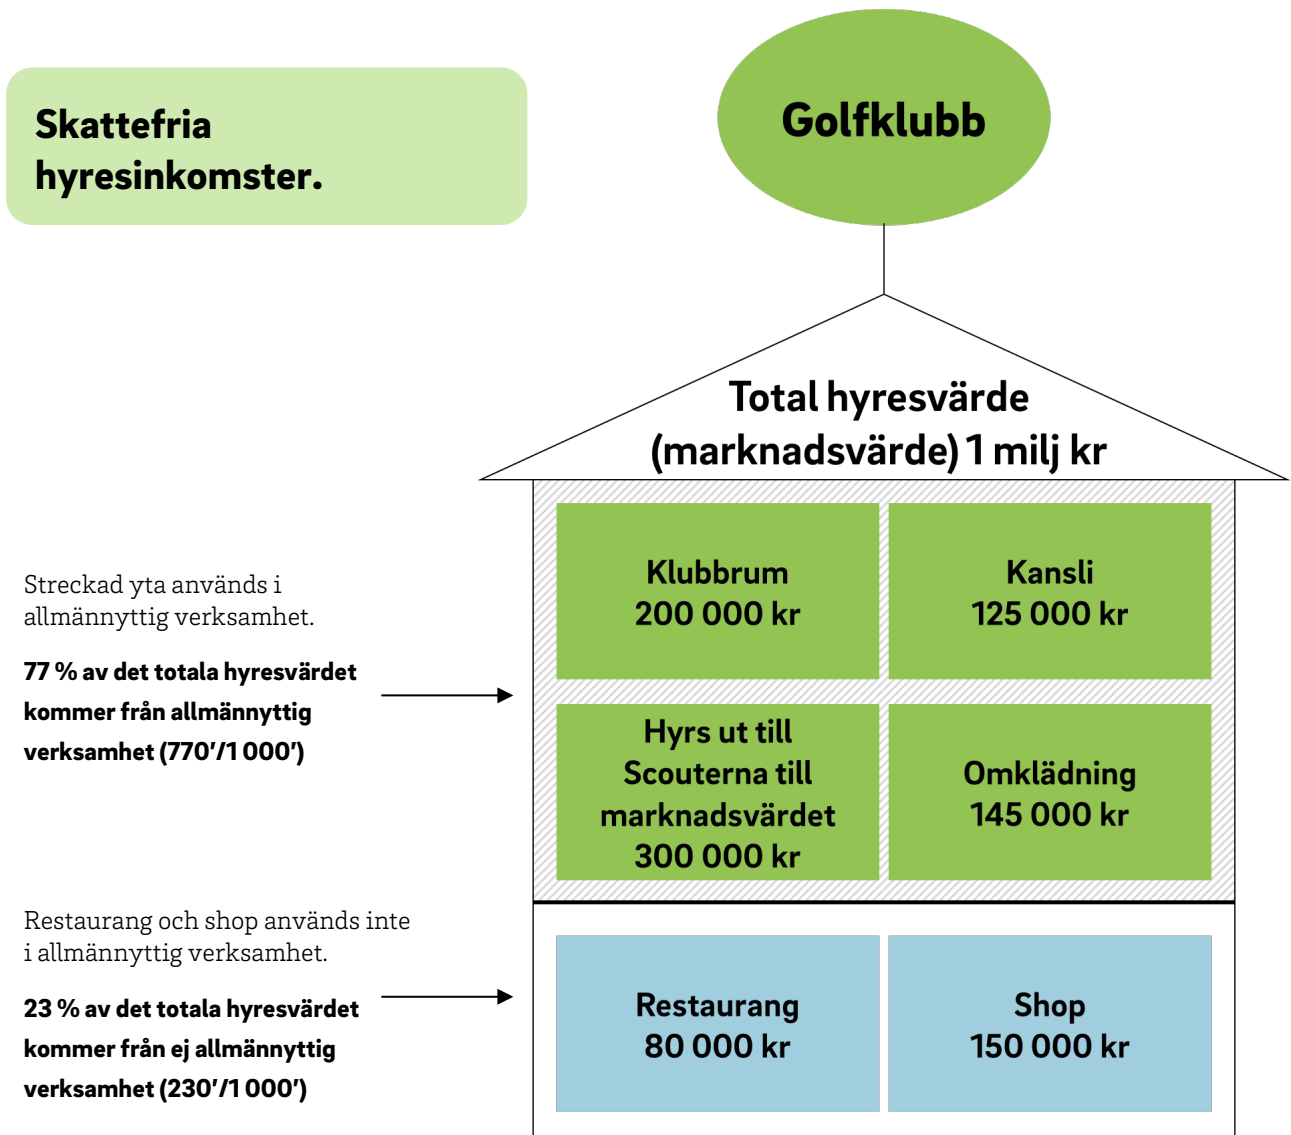 Skattefria
hyresinkomster.
Golfklubb
Total hyresvärde
(marknadsvärde) 1 milj kr
Streckad yta används i
allmännyttig verksamhet.
77 % av det totala hyresvärdet
kommer från allmännyttig
verksamhet (770’/1 000’)
Klubbrum
200 000 kr
Kansli
125 000 kr
Hyrs ut till
Scouterna till
marknadsvärdet
300 000 kr
Omklädning
145 000 kr
Restaurang och shop används inte
i allmännyttig verksamhet.
23 % av det totala hyresvärdet
kommer från ej allmännyttig
verksamhet (230’/1 000’)
Restaurang
80 000 kr
Shop
150 000 kr